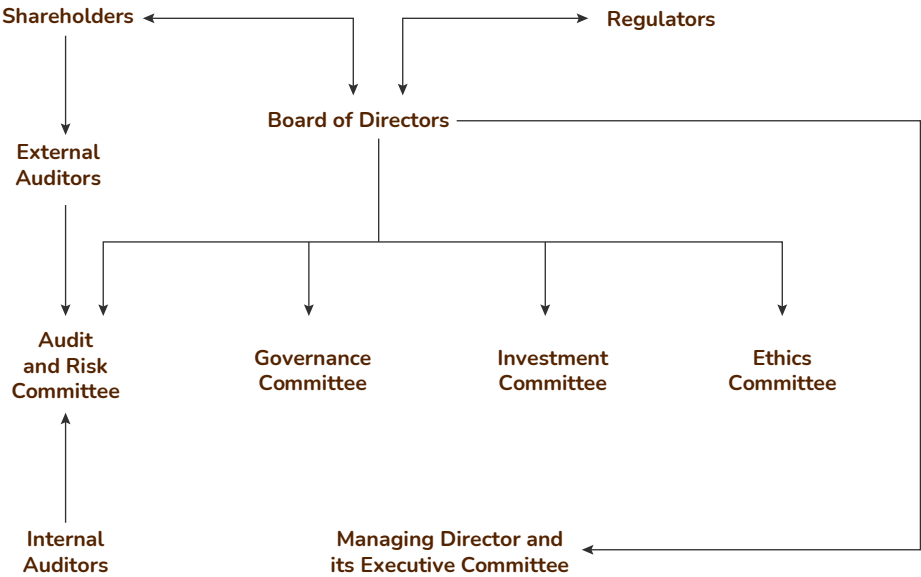 Shareholders
Regulators
Board of Directors
External
Auditors
Audit
and Risk
Committee
Governance
Committee
Investment
Committee
Ethics
Committee
Internal
Auditors
Managing Director and
its Executive Committee